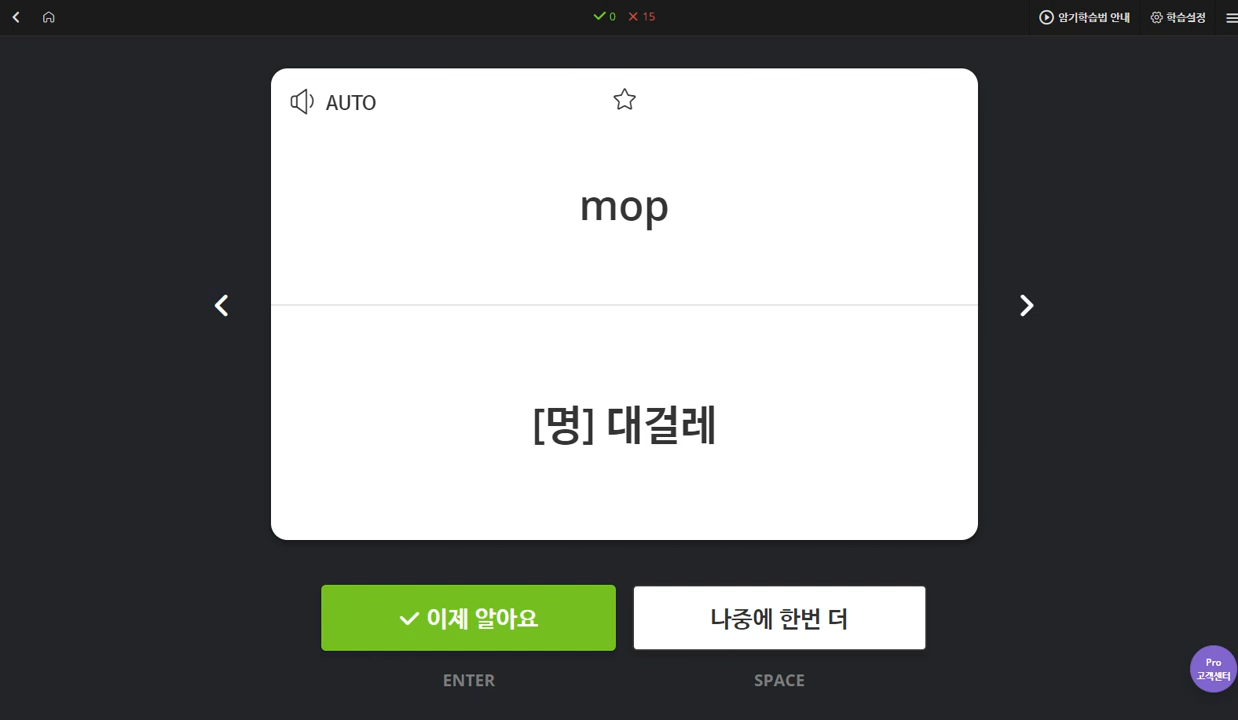 0 15
암기학습법 안내
학습설정
AUTO
mop
[명] 대걸레
이제 알아요
나중에 한번 더
ENTER
SPACE
Pro
고객센터